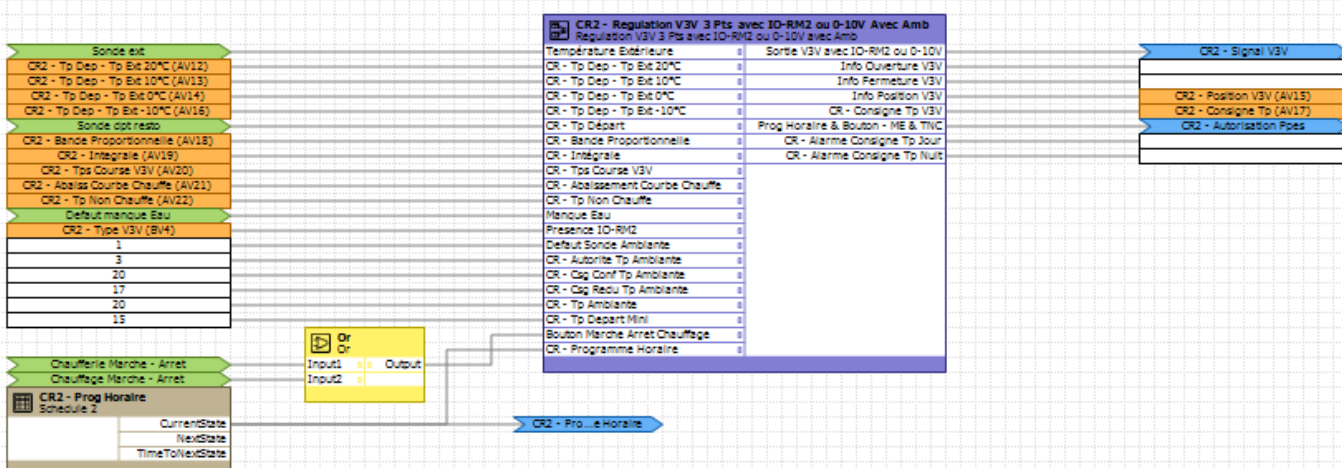 CR2 - Regulation V3V 3 Pts avec IO-RM2 ou 0-10V Avec Amb
Regulation V3V 3 Pts avec IO-RM2 ou 0-10V avec Amb
Sonde ext
CR2 - Tp Dep - Tp Ext 20°C (AV12)
CR2 - Tp Dep - Tp Ext 10°C (AV13)
CR2 - Tp Dep - Tp Ext 0°C (AV14)
CR2 - Tp Dep - Tp Ext -10°C (AV16)
Sonde dpt resto
CR2 - Bande Proportionnelle (AV18)
CR2 - Integrale (AV19)
CR2 - Tps Course V3V (AV20)
CR2 - Abaiss Courbe Chauffe (AV21)
CR2 - Tp Non Chauffe (AV22)
Defaut manque Eau
CR2 - Type V3V (BV4)
1
3
20
17
20
15
Température Extérieure
CR - Tp Dep - Tp Ext 20°C
CR - Tp Dep - Tp Ext 10°C
CR - Tp Dep - Tp Ext 0°C
CR - Tp Dep - Tp Ext -10°C
CR - Tp Départ
CR - Bande Proportionnelle
CR - Intégrale
CR - Tps Course V3V
CR - Abaissement Courbe Chauffe
CR - Tp Non Chauffe
Manque Eau
Presence IO-RM2
Defaut Sonde Ambiante
CR - Autorite Tp Ambiante
CR - Csg Conf Tp Ambiante
CR - Csg Redu Tp Ambiante
CR - Tp Ambiante
CR - Tp Depart Mini
Bouton Marche Arret Chauffage
CR - Programme Horaire
Sortie V3V avec IO-RM2 ou 0-10V
Info Ouverture V3V
Info Fermeture V3V
Info Position V3V
CR - Consigne Tp V3V
Prog Horaire & Bouton - ME & TNC
CR - Alarme Consigne Tp Jour
CR - Alarme Consigne Tp Nuit
CR2 - Signal V3V
CR2 - Position V3V (AV15)
CR2 - Consigne Tp (AV17)
CR2 - Autorisation Ppes
Or
Or
Input1
Output
Input2
Chaufferie Marche - Arret
Chauffage Marche - Arret
CR2 - Prog Horaire
Schedule 2
CurrentState
NextState
TimeToNextState
CR2 - Pro...e Horaire